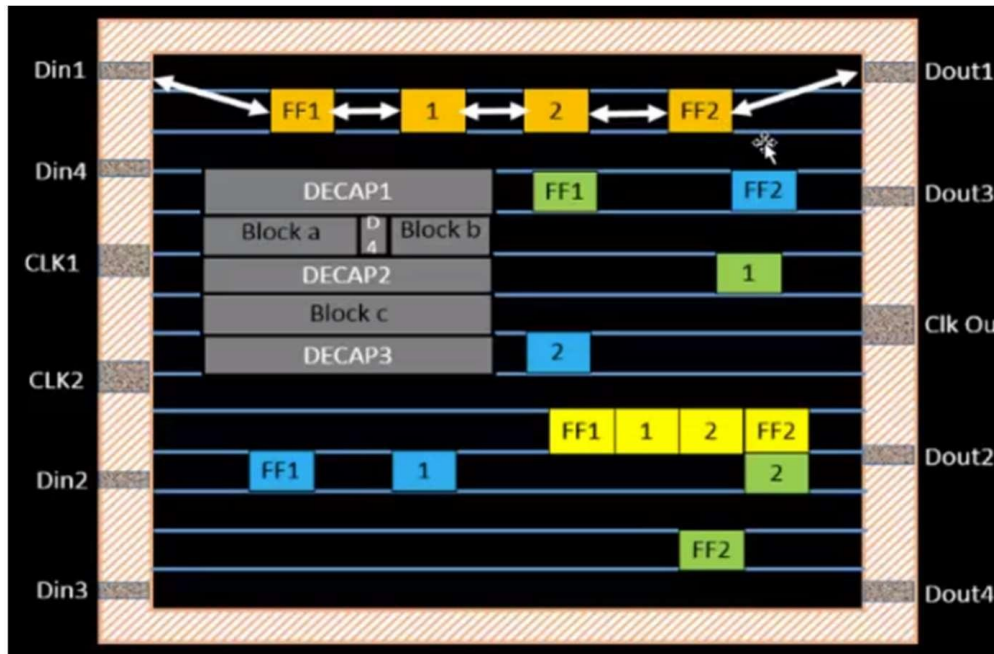 Din1
Dout1
FF1 1 2 FF2
Din4
DECAP1
FF1
FF2
Dout3
Block a
D
4
Block b
CLK1
DECAP2
1
Block c
Clk Ou
DECAP3
2
CLK2
FF1 1 2 FF2
Dout2
Din2
FF1
1
2
FF2
Din3
Dout4